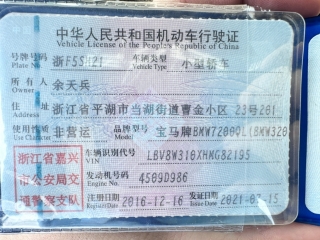 中华人民共和国机动车行驶证
Vehicle License of the People's Republic of China
号牌号码 Plate No. 浙F55 车辆类型 Vehicle Type 小型轿车
所有人 Owner 余天兵
住址 Address 浙江省平湖市当湖街道曹金小区23号201
使用性质 Use Character 非营运 品牌型号 Model 宝马牌BMW7200QL(BMW320
浙江省嘉兴市公安局交通警察支队
车辆识别代号 VIN LBV8W310XHMG82195
发动机号码 Engine No. 4509D986
注册日期 Register Date 2016-12-16 发证日期 Issue Date 2021-07-15